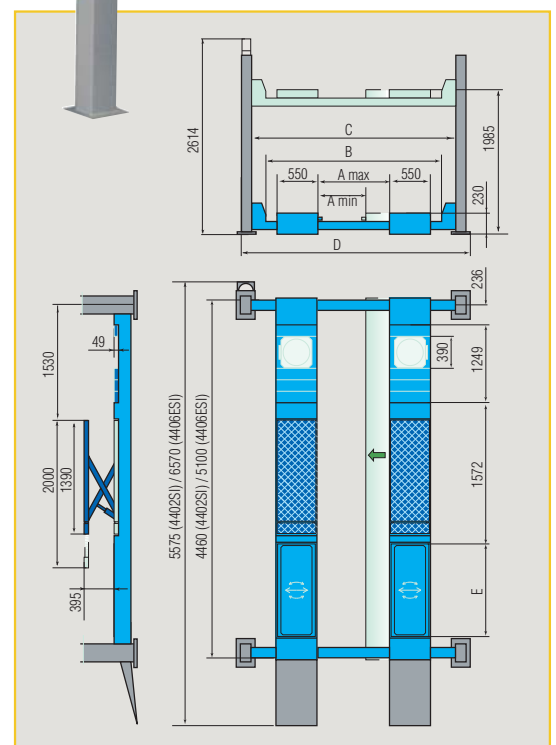 2614
C
B
550
A max
550
A min
1985
230
D
236
1530
49
390
1249
2000
1390
5575 (4402SI) / 6570 (4406ESI)
4460 (4402SI) / 5100 (4406ESI)
1572
395
E